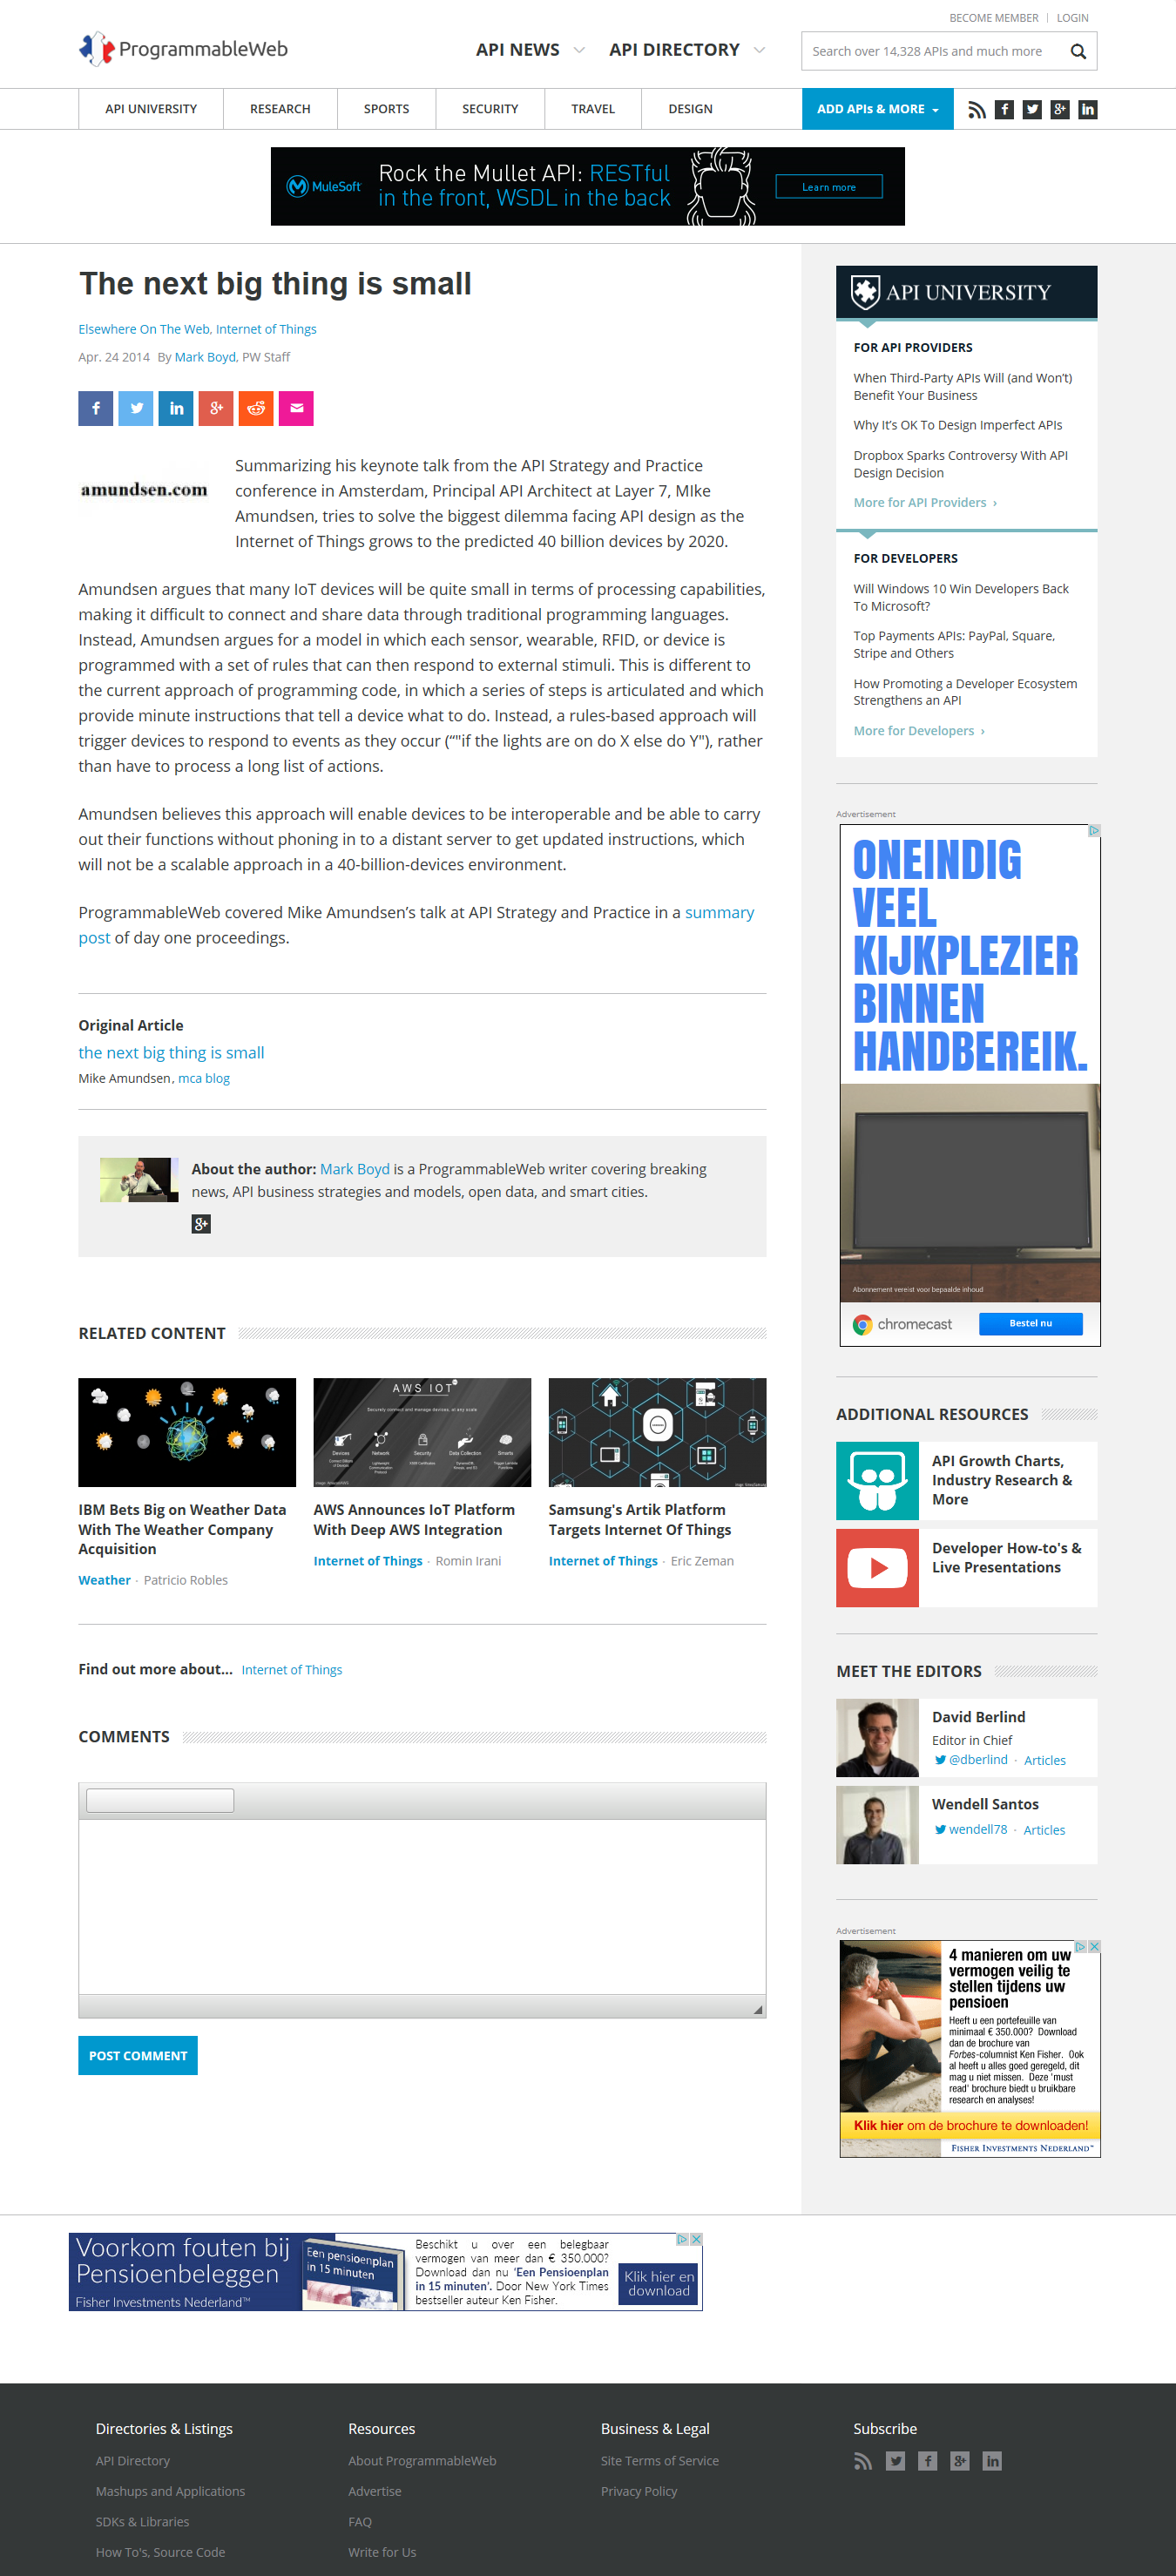 BECOME MEMBER | LOGIN
ProgrammableWeb
API NEWS
API DIRECTORY
Search over 14,328 APIs and much more
API UNIVERSITY
RESEARCH
SPORTS
SECURITY
TRAVEL
DESIGN
ADD APIs & MORE
MuleSoft
Rock the Mullet API: RESTful
in the front, WSDL in the back
Learn more
The next big thing is small
Elsewhere On The Web, Internet of Things
Apr. 24 2014 By Mark Boyd, PW Staff
amundsen.com
Summarizing his keynote talk from the API Strategy and Practice
conference in Amsterdam, Principal API Architect at Layer 7, MIke
Amundsen, tries to solve the biggest dilemma facing API design as the
Internet of Things grows to the predicted 40 billion devices by 2020.
Amundsen argues that many IoT devices will be quite small in terms of processing capabilities,
making it difficult to connect and share data through traditional programming languages.
Instead, Amundsen argues for a model in which each sensor, wearable, RFID, or device is
programmed with a set of rules that can then respond to external stimuli. This is different to
the current approach of programming code, in which a series of steps is articulated and which
provide minute instructions that tell a device what to do. Instead, a rules-based approach will
trigger devices to respond to events as they occur (“"if the lights are on do X else do Y"), rather
than have to process a long list of actions.
Amundsen believes this approach will enable devices to be interoperable and be able to carry
out their functions without phoning in to a distant server to get updated instructions, which
will not be a scalable approach in a 40-billion-devices environment.
ProgrammableWeb covered Mike Amundsen’s talk at API Strategy and Practice in a summary
post of day one proceedings.
Original Article
the next big thing is small
Mike Amundsen, mca blog
About the author: Mark Boyd is a ProgrammableWeb writer covering breaking
news, API business strategies and models, open data, and smart cities.
RELATED CONTENT
AWS IOT
Securely connect and manage devices, at any scale
Devices
Network
Security
Data Collection
Smarts
IBM Bets Big on Weather Data
With The Weather Company
Acquisition
Weather · Patricio Robles
AWS Announces IoT Platform
With Deep AWS Integration
Internet of Things · Romin Irani
Samsung's Artik Platform
Targets Internet Of Things
Internet of Things · Eric Zeman
Find out more about... Internet of Things
COMMENTS
POST COMMENT
API UNIVERSITY
FOR API PROVIDERS
When Third-Party APIs Will (and Won’t)
Benefit Your Business
Why It’s OK To Design Imperfect APIs
Dropbox Sparks Controversy With API
Design Decision
More for API Providers ›
FOR DEVELOPERS
Will Windows 10 Win Developers Back
To Microsoft?
Top Payments APIs: PayPal, Square,
Stripe and Others
How Promoting a Developer Ecosystem
Strengthens an API
More for Developers ›
Advertisement
ONEINDIG
VEEL
KIJKPLEZIER
BINNEN
HANDBEREIK.
Abonnement vereist voor bepaalde inhoud
chromecast
Bestel nu
ADDITIONAL RESOURCES
API Growth Charts,
Industry Research &
More
Developer How-to's &
Live Presentations
MEET THE EDITORS
David Berlind
Editor in Chief
@dberlind · Articles
Wendell Santos
wendell78 · Articles
Advertisement
4 manieren om uw
vermogen veilig te
stellen tijdens uw
pensioen
Heeft u een portefeuille van
minimaal € 350.000? Download
dan de brochure van
Forbes-columnist Ken Fisher. Ook
al heeft u alles goed geregeld, dit
mag u niet missen. Deze ‘must
read’ brochure biedt u bruikbare
research en analyses!
Klik hier om de brochure te downloaden!
FISHER INVESTMENTS NEDERLAND™
Voorkom fouten bij
Pensioenbeleggen
Fisher Investments Nederland™
Een pensioenplan
in 15 minuten
Beschikt u over een belegbaar
vermogen van meer dan € 350.000?
Download dan nu ‘Een Pensioenplan
in 15 minuten’. Door New York Times
bestseller auteur Ken Fisher.
Klik hier en
download
Directories & Listings
API Directory
Mashups and Applications
SDKs & Libraries
How To's, Source Code
Resources
About ProgrammableWeb
Advertise
FAQ
Write for Us
Business & Legal
Site Terms of Service
Privacy Policy
Subscribe